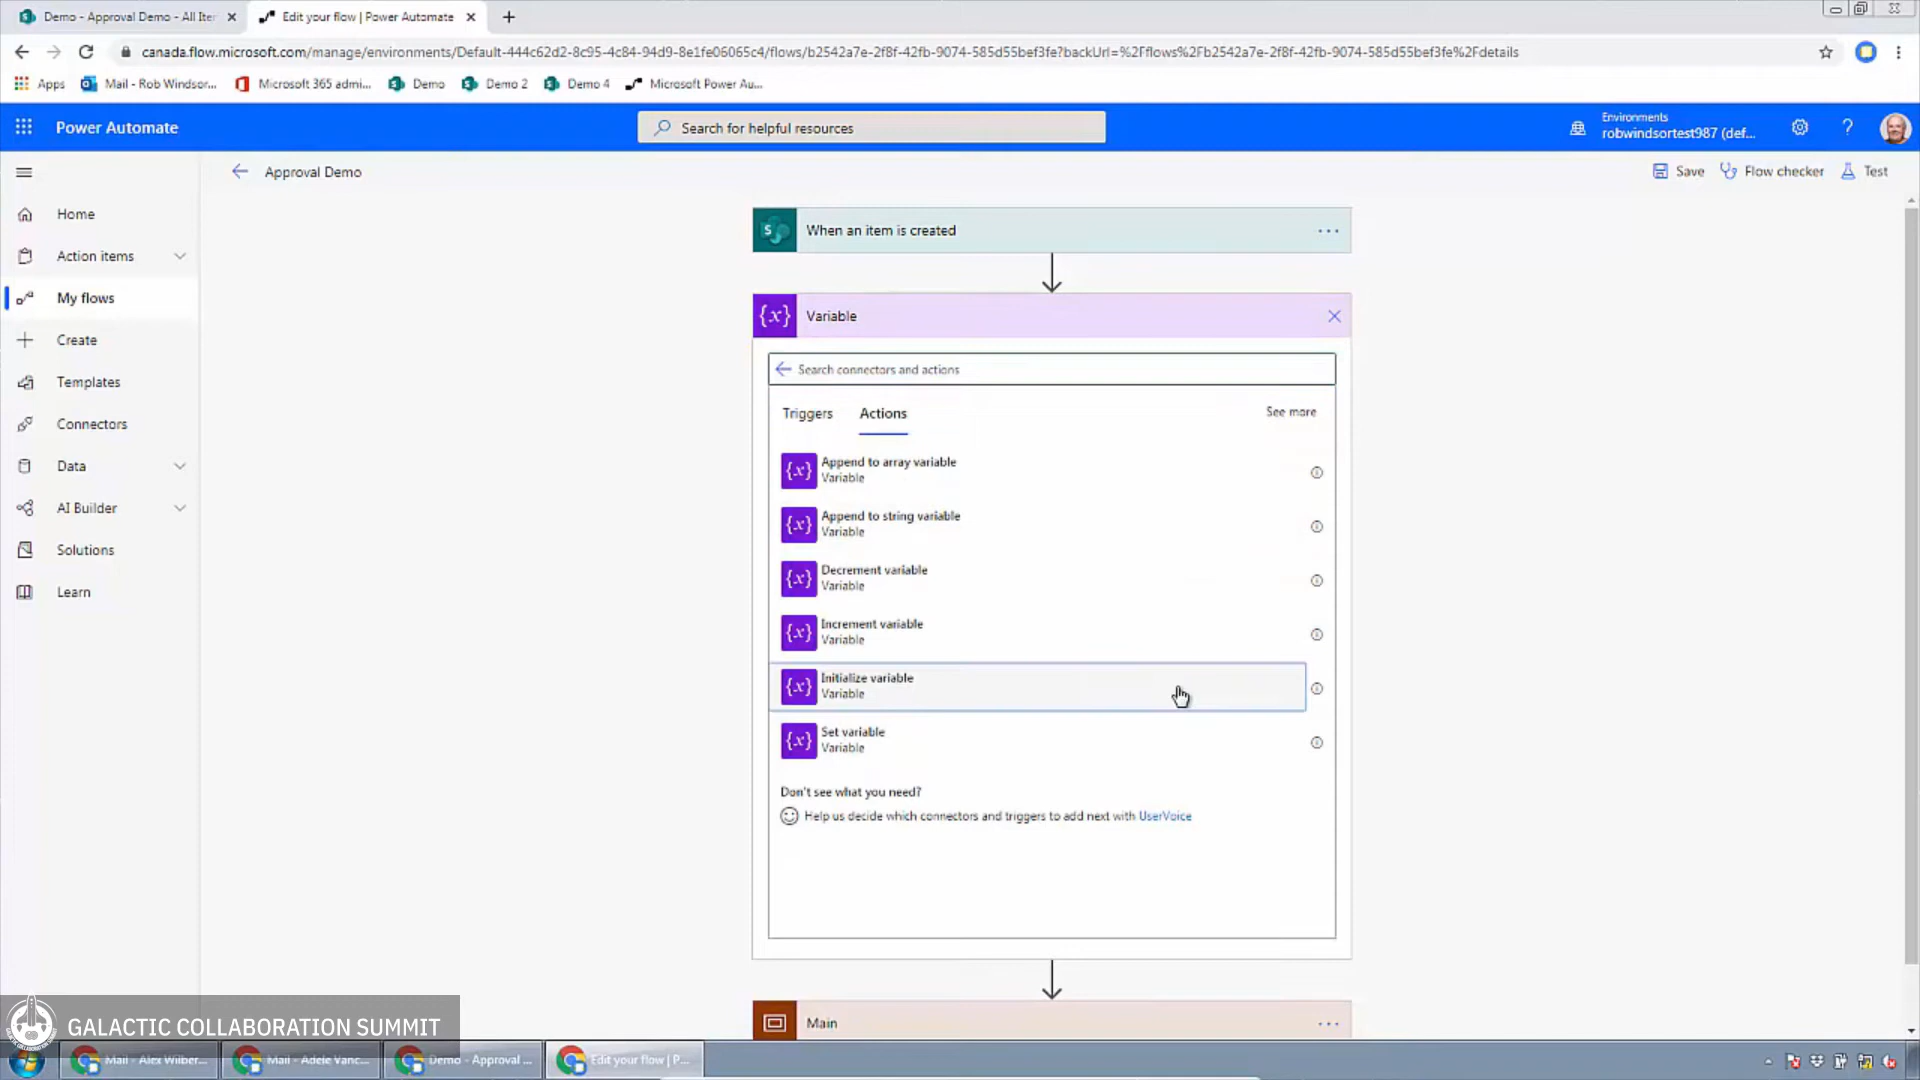 Demo - Approval Demo - All Iter
Edit your flow | Power Automate
canada.flow.microsoft.com/manage/environments/Default-444c62d2-8c95-4c84-94d9-8e1fe06065c4/flows/b2542a7e-2f8f-42fb-9074-585d55bef3fe?backUrl=%2Fflows%2Fb2542a7e-2f8f-42fb-9074-585d55bef3fe%2Fdetails
Apps
Mail - Rob Windsor...
Microsoft 365 admi...
Demo
Demo 2
Demo 4
Microsoft Power Au...
Power Automate
Search for helpful resources
Environments
robwindsortest987 (def...
Approval Demo
Save
Flow checker
Test
Home
Action items
My flows
Create
Templates
Connectors
Data
AI Builder
Solutions
Learn
When an item is created
{x} Variable
Search connectors and actions
Triggers
Actions
See more
{x} Append to array variable
Variable
{x} Append to string variable
Variable
{x} Decrement variable
Variable
{x} Increment variable
Variable
{x} Initialize variable
Variable
{x} Set variable
Variable
Don't see what you need?
Help us decide which connectors and triggers to add next with UserVoice
Main
GALACTIC COLLABORATION SUMMIT
Mail - Alex Wilber...
Mail - Adele Vanc...
Demo - Approval ...
Edit your flow | P...